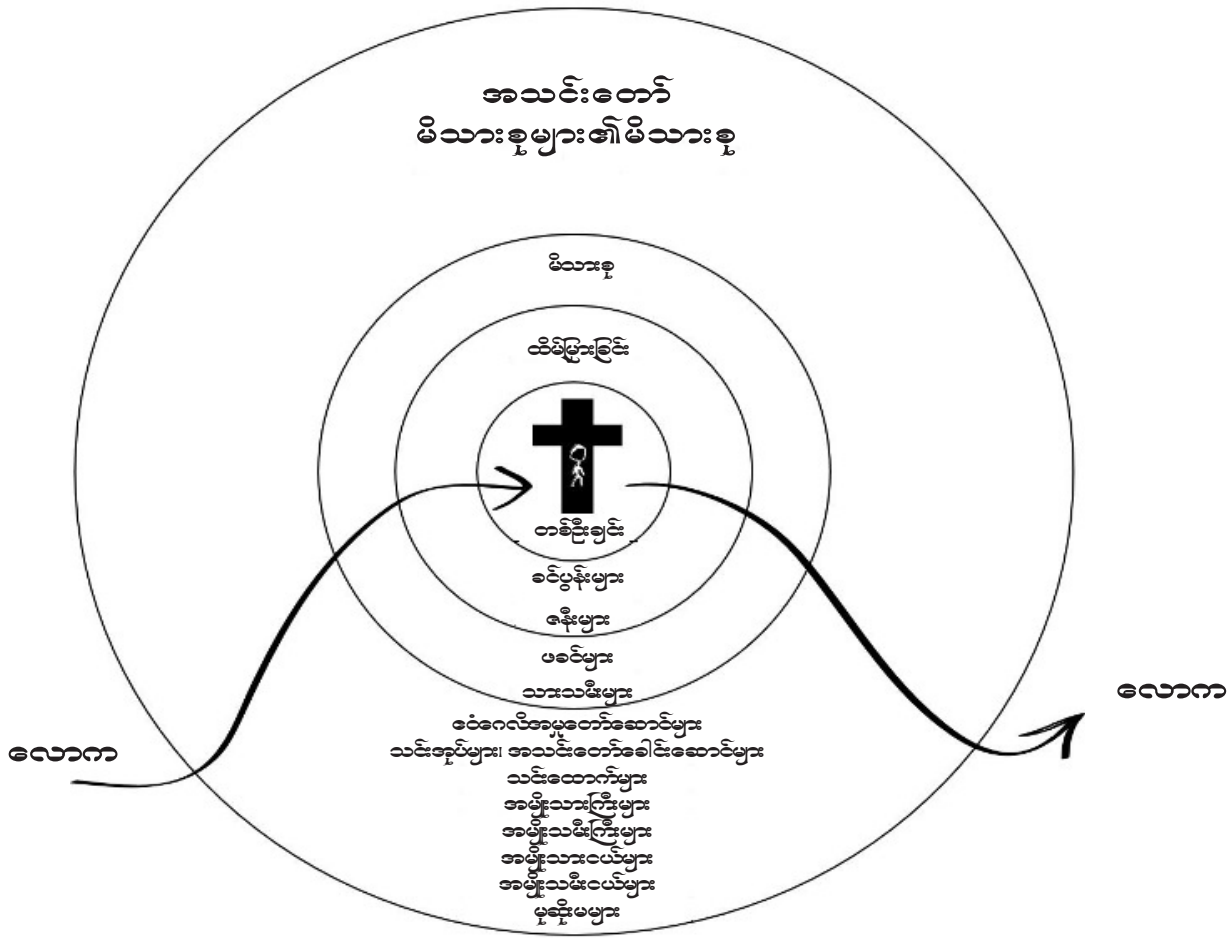 အသင်းတော်
မိသားစုများ၏မိသားစု
မိသားစု
ထိမ်းမြားခြင်း
တစ်ဦးချင်း
ခင်ပွန်းများ
ဇနီးများ
ဖခင်များ
သားသမီးများ
ဧဝံဂေလိအမှုတော်ဆောင်များ
သင်းအုပ်များ၊ အသင်းတော်ခေါင်းဆောင်များ
သင်းထောက်များ
အမျိုးသားကြီးများ
အမျိုးသမီးကြီးများ
အမျိုးသားငယ်များ
အမျိုးသမီးငယ်များ
မုဆိုးမများ
လောက
လောက